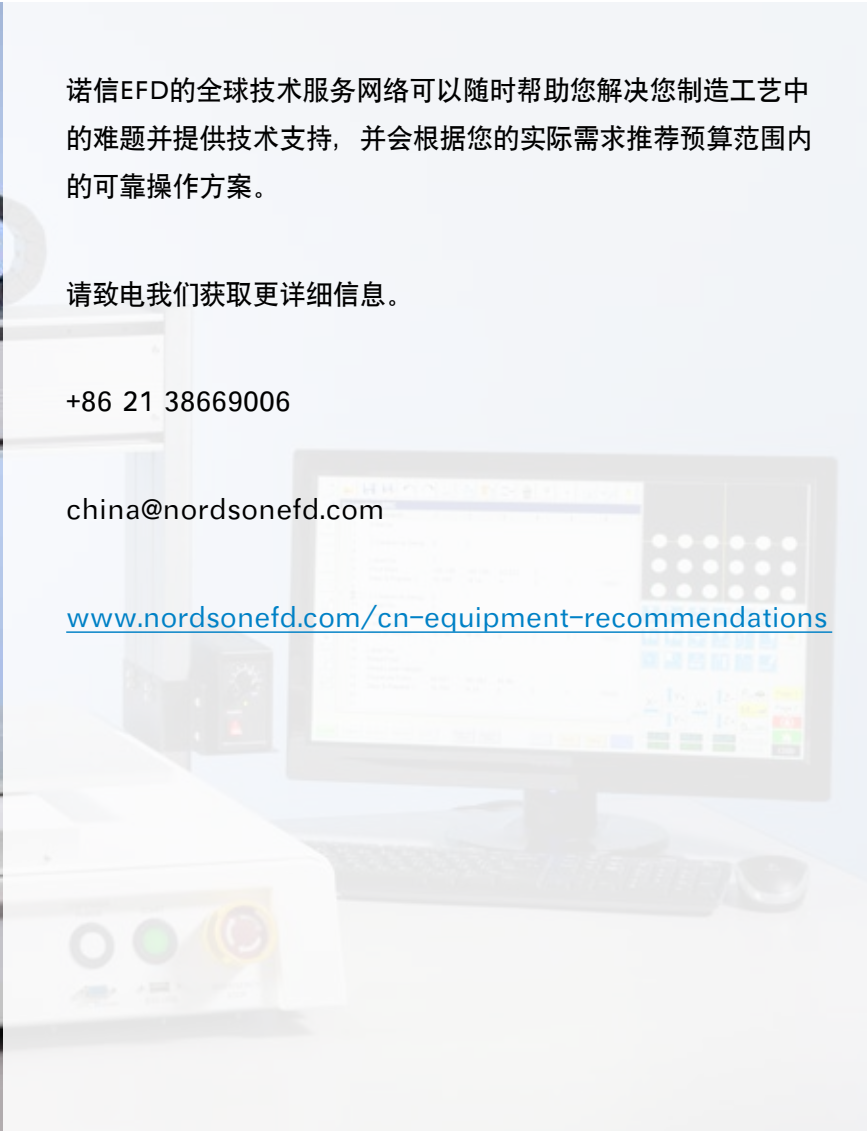 诺信EFD的全球技术服务网络可以随时帮助您解决您制造工艺中
的难题并提供技术支持，并会根据您的实际需求推荐预算范围内
的可靠操作方案。
请致电我们获取更详细信息。
+86 21 38669006
china@nordsonefd.com
www.nordsonefd.com/cn-equipment-recommendations